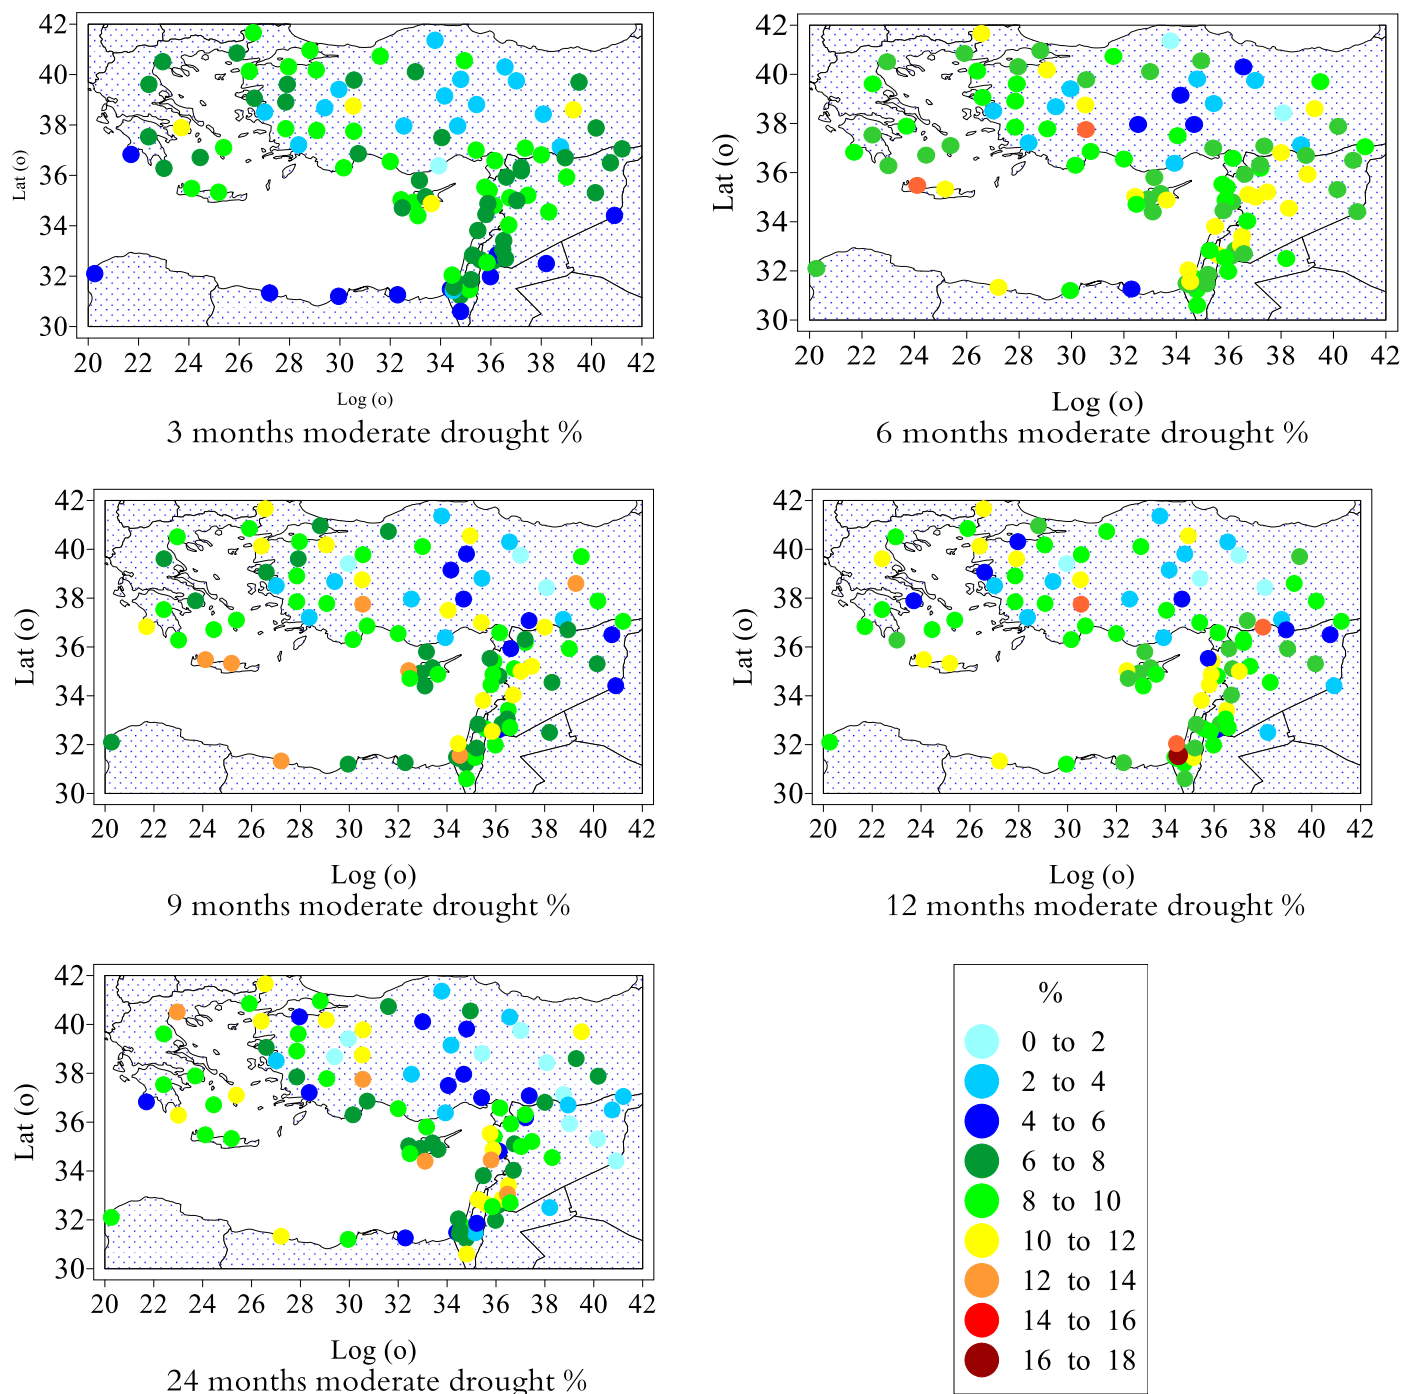 42
40
38
36
34
32
30
Lat (o)
20 22 24 26 28 30 32 34 36 38 40 42
Log (o)
3 months moderate drought %
42
40
38
36
34
32
30
Lat (o)
20 22 24 26 28 30 32 34 36 38 40 42
Log (o)
6 months moderate drought %
42
40
38
36
34
32
30
Lat (o)
20 22 24 26 28 30 32 34 36 38 40 42
Log (o)
9 months moderate drought %
42
40
38
36
34
32
30
Lat (o)
20 22 24 26 28 30 32 34 36 38 40 42
Log (o)
12 months moderate drought %
42
40
38
36
34
32
30
Lat (o)
20 22 24 26 28 30 32 34 36 38 40 42
Log (o)
24 months moderate drought %
%
0 to 2
2 to 4
4 to 6
6 to 8
8 to 10
10 to 12
12 to 14
14 to 16
16 to 18